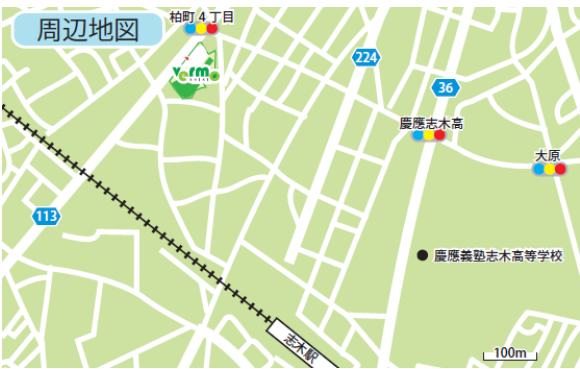 周辺地図
柏町4丁目
vermo
224
36
慶應志木高
大原
113
慶應義塾志木高等学校
志木駅
100m